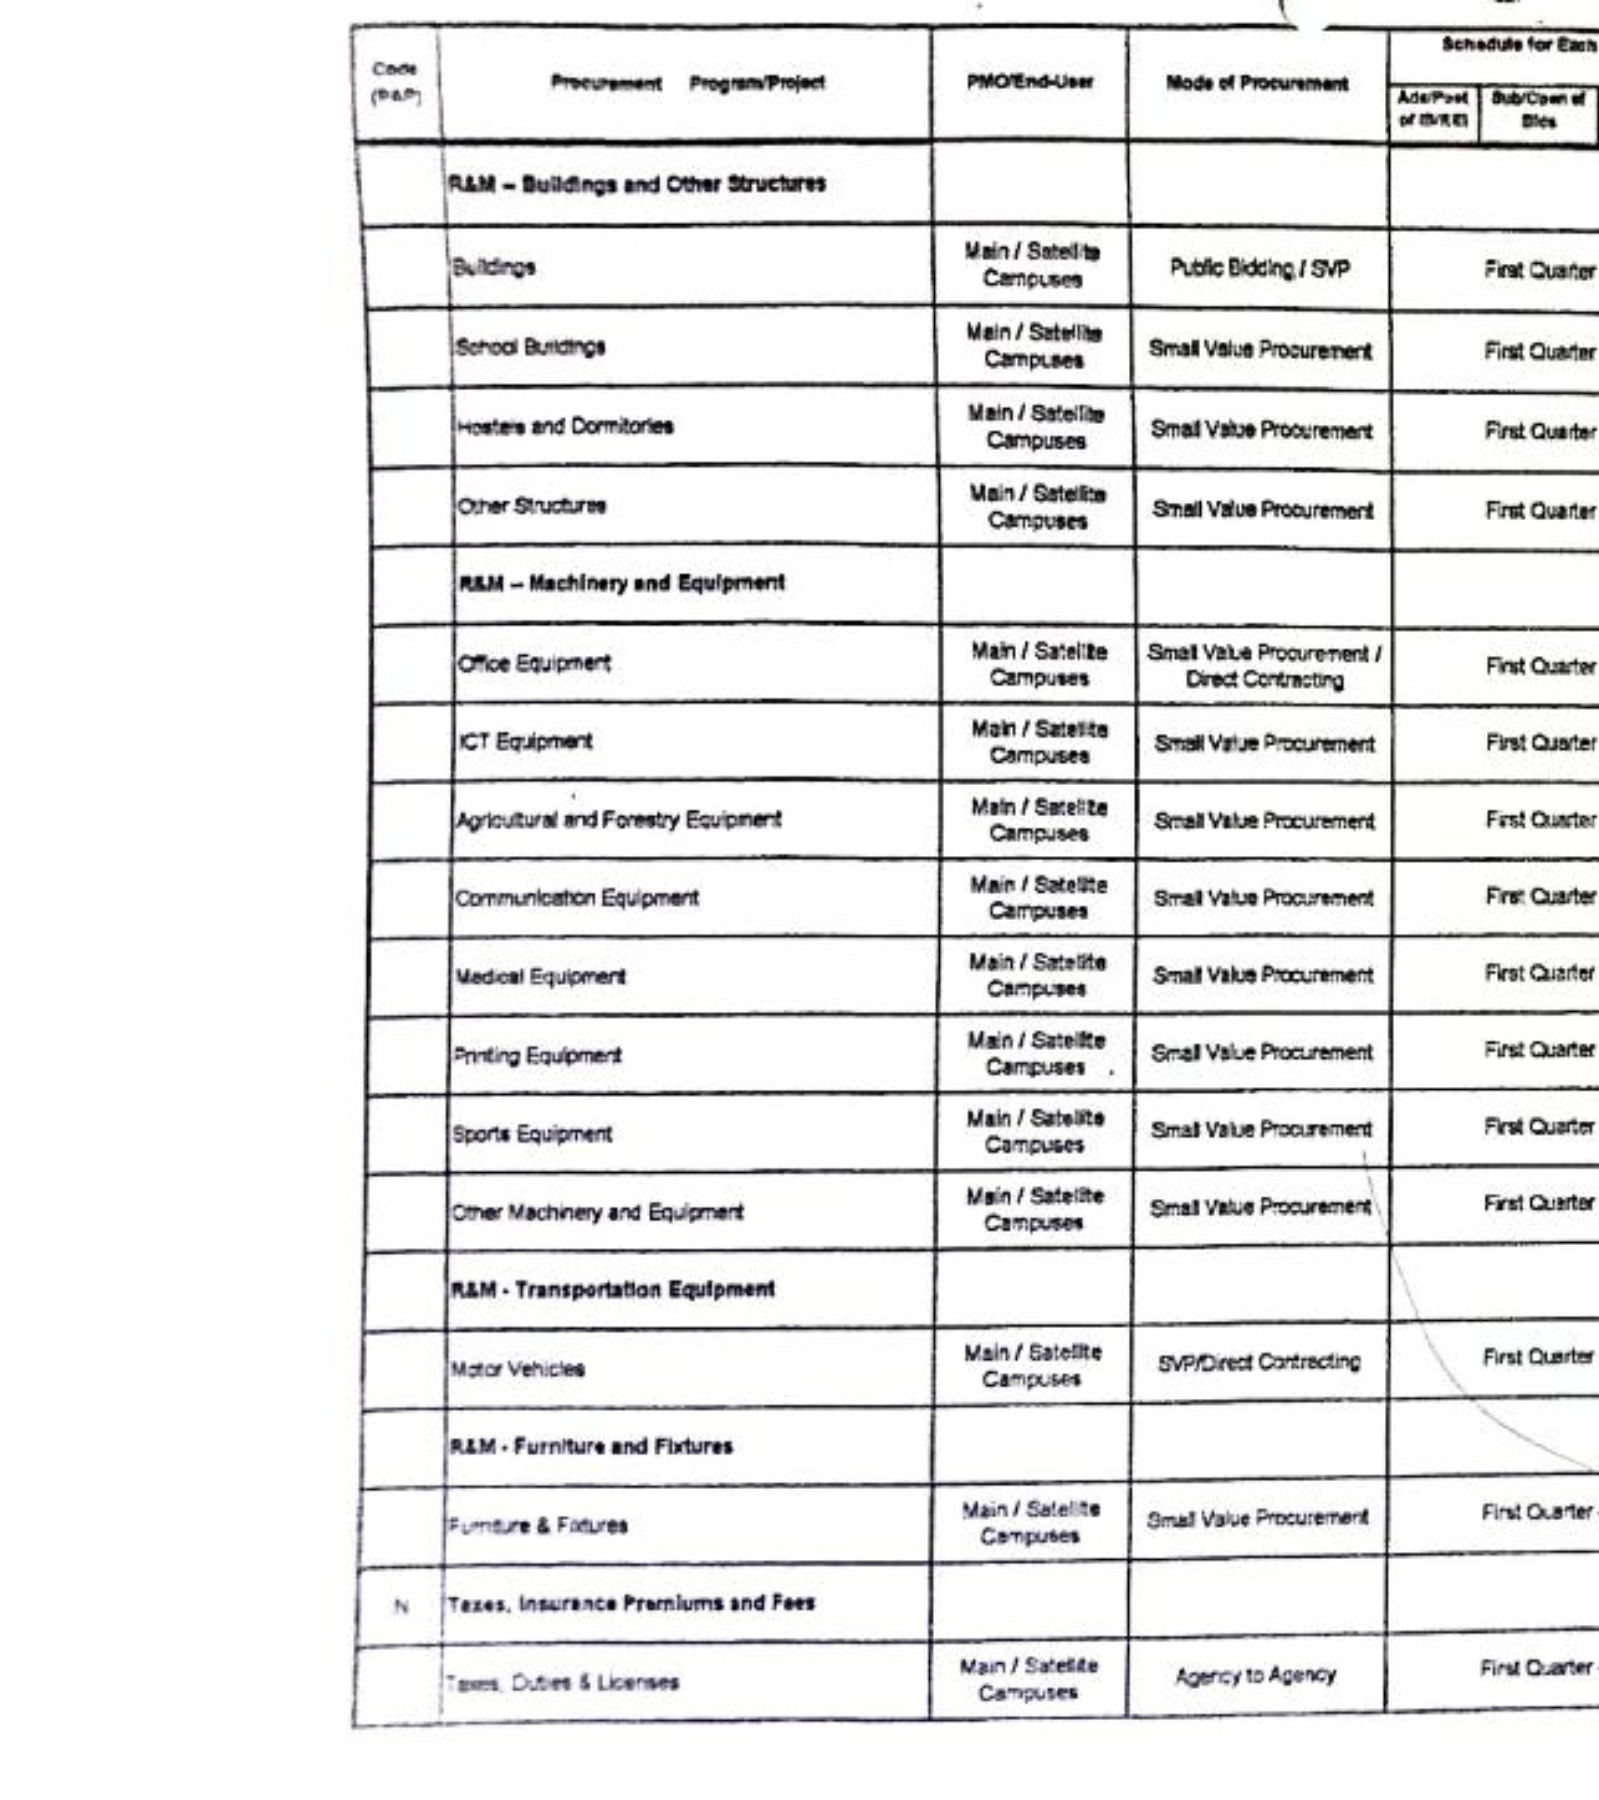 Code
(PAP)
Procurement Program/Project
PMO/End-User
Mode of Procurement
Schedule for Each
Ads/Post
of IB/REI
Sub/Open of
Bids
R&M – Buildings and Other Structures
Buildings
Main / Satellite
Campuses
Public Bidding / SVP
First Quarter
School Buildings
Main / Satellite
Campuses
Small Value Procurement
First Quarter
Hostels and Dormitories
Main / Satellite
Campuses
Small Value Procurement
First Quarter
Other Structures
Main / Satellite
Campuses
Small Value Procurement
First Quarter
R&M – Machinery and Equipment
Office Equipment
Main / Satellite
Campuses
Small Value Procurement /
Direct Contracting
First Quarter
ICT Equipment
Main / Satellite
Campuses
Small Value Procurement
First Quarter
Agricultural and Forestry Equipment
Main / Satellite
Campuses
Small Value Procurement
First Quarter
Communication Equipment
Main / Satellite
Campuses
Small Value Procurement
First Quarter
Medical Equipment
Main / Satellite
Campuses
Small Value Procurement
First Quarter
Printing Equipment
Main / Satellite
Campuses
Small Value Procurement
First Quarter
Sports Equipment
Main / Satellite
Campuses
Small Value Procurement
First Quarter
Other Machinery and Equipment
Main / Satellite
Campuses
Small Value Procurement
First Quarter
R&M - Transportation Equipment
Motor Vehicles
Main / Satellite
Campuses
SVP/Direct Contracting
First Quarter
R&M - Furniture and Fixtures
Furniture & Fixtures
Main / Satellite
Campuses
Small Value Procurement
First Quarter -
N
Taxes, Insurance Premiums and Fees
Taxes, Duties & Licenses
Main / Satellite
Campuses
Agency to Agency
First Quarter -